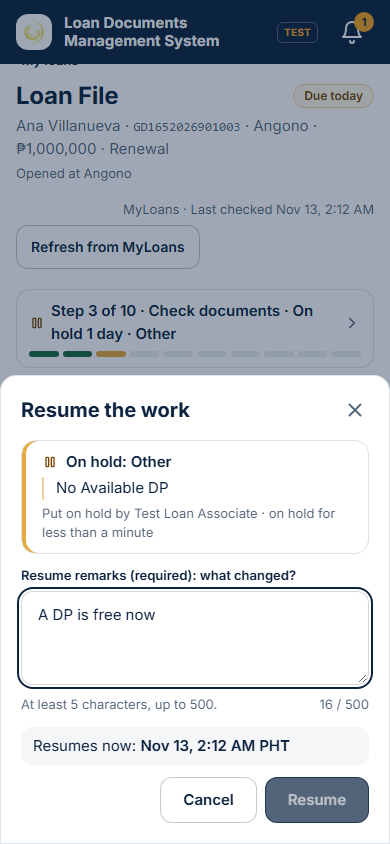 Loan Documents
Management System
TEST
1
My loans
Loan File
Due today
Ana Villanueva · GD1652026901003 · Angono ·
₱1,000,000 · Renewal
Opened at Angono
MyLoans · Last checked Nov 13, 2:12 AM
Refresh from MyLoans
Step 3 of 10 · Check documents · On
hold 1 day · Other
Resume the work
On hold: Other
No Available DP
Put on hold by Test Loan Associate · on hold for
less than a minute
Resume remarks (required): what changed?
A DP is free now
At least 5 characters, up to 500.
16 / 500
Resumes now: Nov 13, 2:12 AM PHT
Cancel
Resume